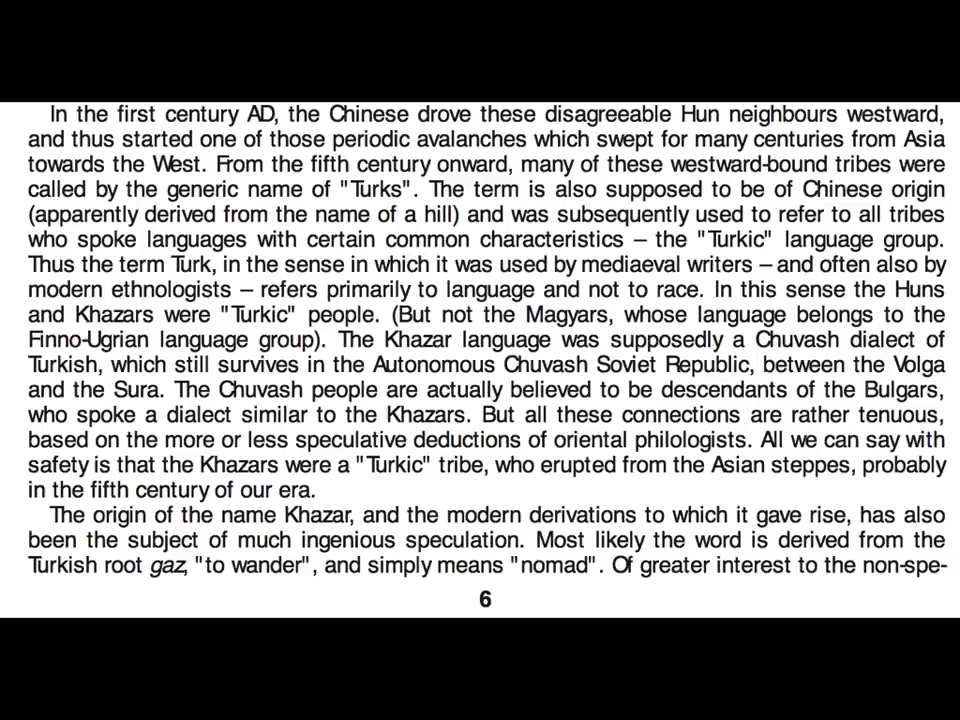 In the first century AD, the Chinese drove these disagreeable Hun neighbours westward,
and thus started one of those periodic avalanches which swept for many centuries from Asia
towards the West. From the fifth century onward, many of these westward-bound tribes were
called by the generic name of "Turks". The term is also supposed to be of Chinese origin
(apparently derived from the name of a hill) and was subsequently used to refer to all tribes
who spoke languages with certain common characteristics – the "Turkic" language group.
Thus the term Turk, in the sense in which it was used by mediaeval writers – and often also by
modern ethnologists – refers primarily to language and not to race. In this sense the Huns
and Khazars were "Turkic" people. (But not the Magyars, whose language belongs to the
Finno-Ugrian language group). The Khazar language was supposedly a Chuvash dialect of
Turkish, which still survives in the Autonomous Chuvash Soviet Republic, between the Volga
and the Sura. The Chuvash people are actually believed to be descendants of the Bulgars,
who spoke a dialect similar to the Khazars. But all these connections are rather tenuous,
based on the more or less speculative deductions of oriental philologists. All we can say with
safety is that the Khazars were a "Turkic" tribe, who erupted from the Asian steppes, probably
in the fifth century of our era.
The origin of the name Khazar, and the modern derivations to which it gave rise, has also
been the subject of much ingenious speculation. Most likely the word is derived from the
Turkish root gaz, "to wander", and simply means "nomad". Of greater interest to the non-spe-
6